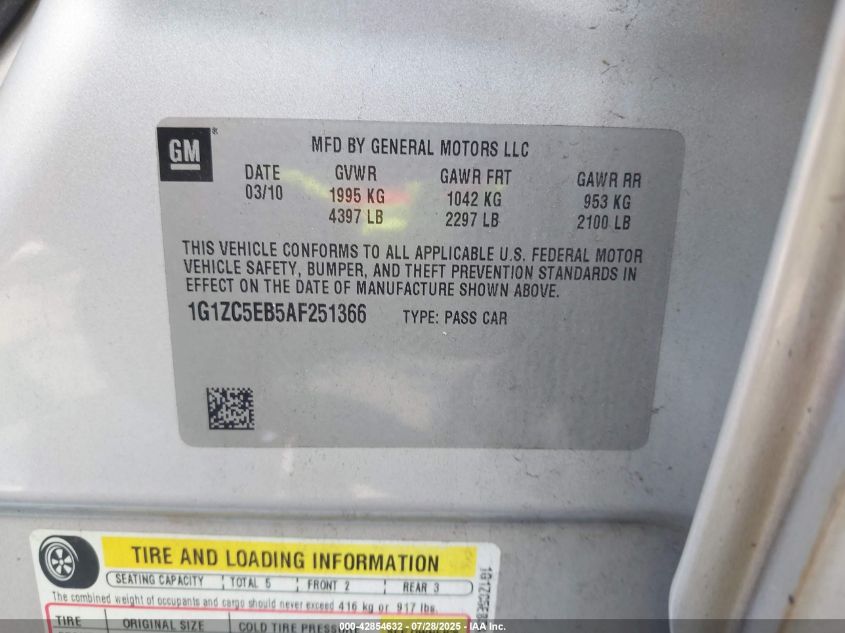 GM ®
MFD BY GENERAL MOTORS LLC
DATE GVWR GAWR FRT GAWR RR
03/10 1995 KG 1042 KG 953 KG
4397 LB 2297 LB 2100 LB
THIS VEHICLE CONFORMS TO ALL APPLICABLE U.S. FEDERAL MOTOR
VEHICLE SAFETY, BUMPER, AND THEFT PREVENTION STANDARDS IN
EFFECT ON THE DATE OF MANUFACTURE SHOWN ABOVE.
1G1ZC5EB5AF251366 TYPE: PASS CAR
TIRE AND LOADING INFORMATION
SEATING CAPACITY TOTAL 5 FRONT 2 REAR 3
The combined weight of occupants and cargo should never exceed 416 kg or 917 lbs.
TIRE ORIGINAL SIZE COLD TIRE PRESSURE
000-42854632 - 07/28/2025 - IAA Inc.